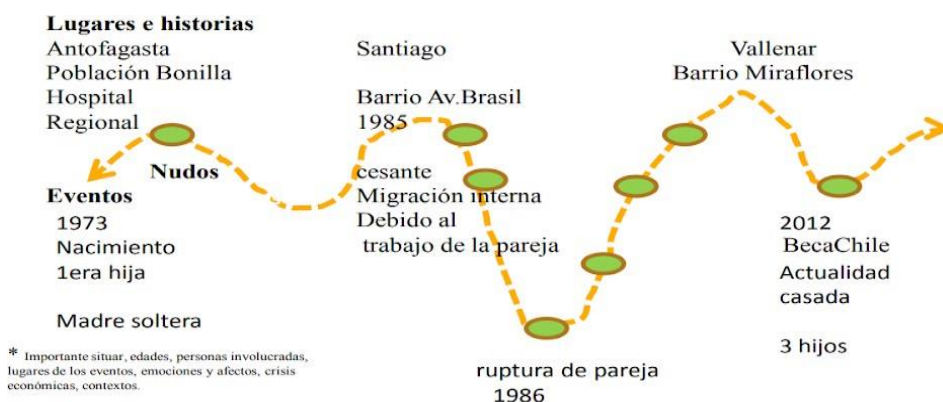 Lugares e historias
Antofagasta
Población Bonilla
Hospital
Regional
Nudos
Eventos
1973
Nacimiento
1era hija
Madre soltera
* Importante situar, edades, personas involucradas,
lugares de los eventos, emociones y afectos, crisis
económicas, contextos.
Santiago
Barrio Av.Brasil
1985
cesante
Migración interna
Debido al
trabajo de la pareja
ruptura de pareja
1986
Vallenar
Barrio Miraflores
2012
BecaChile
Actualidad
casada
3 hijos